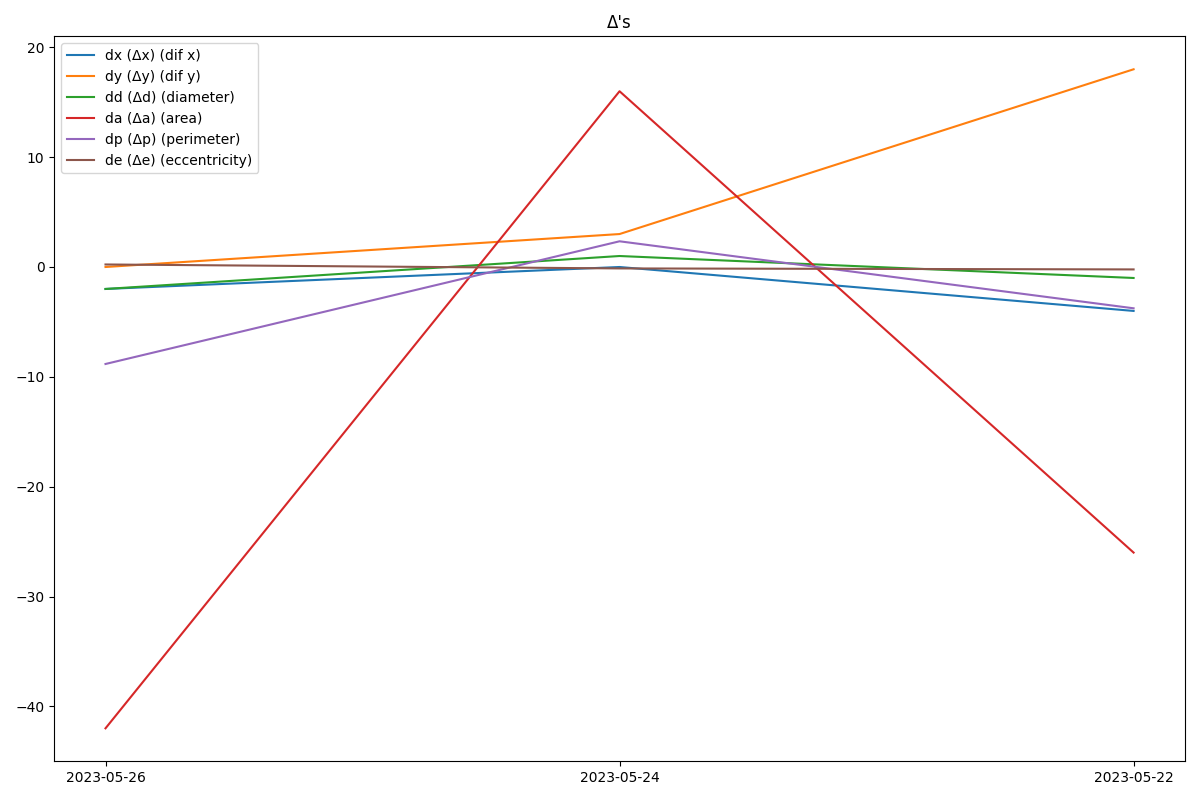 Δ's
dx (Δx) (dif x)
dy (Δy) (dif y)
dd (Δd) (diameter)
da (Δa) (area)
dp (Δp) (perimeter)
de (Δe) (eccentricity)
20
10
0
−10
−20
−30
−40
2023-05-26 2023-05-24 2023-05-22